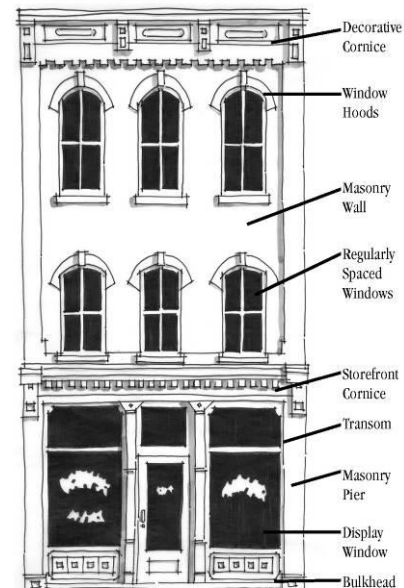 Decorative
Cornice
Window
Hoods
Masonry
Wall
Regularly
Spaced
Windows
Storefront
Cornice
Transom
Masonry
Pier
Display
Window
Bulkhead